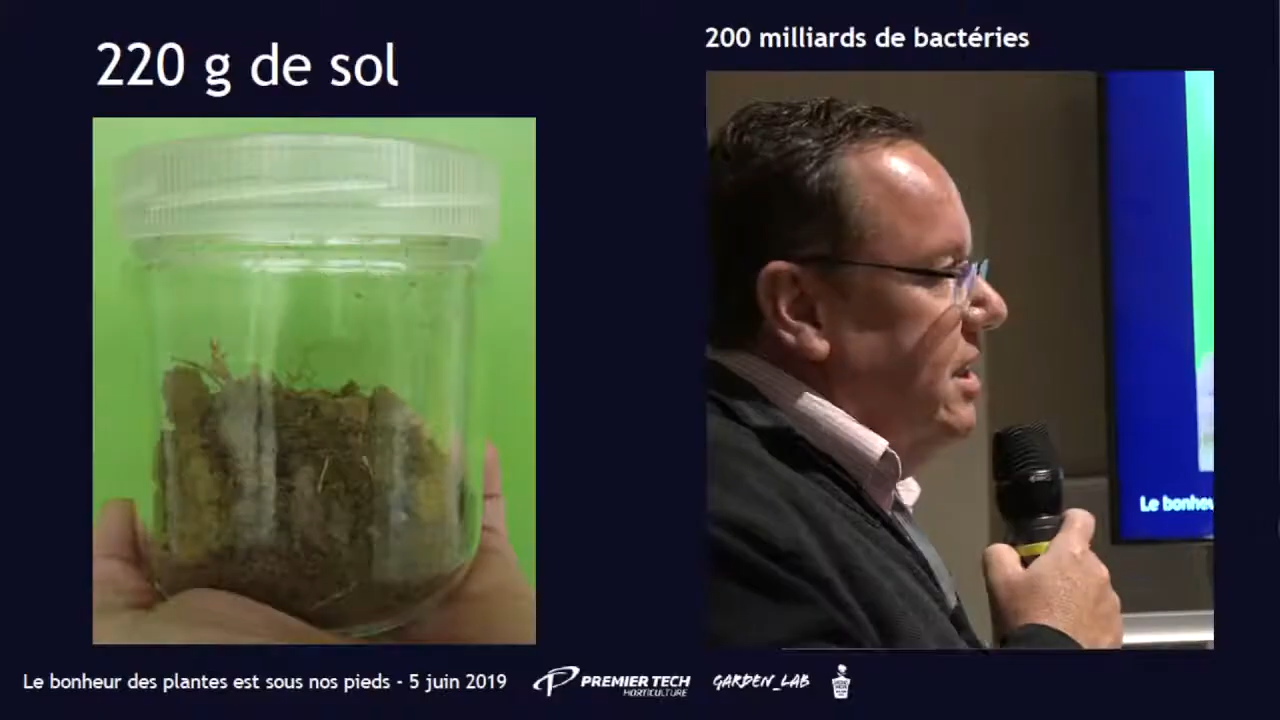 220 g de sol
200 milliards de bactéries
Le bonheu
Le bonheur des plantes est sous nos pieds - 5 juin 2019
PREMIER TECH
HORTICULTURE
GARDEN_LAB